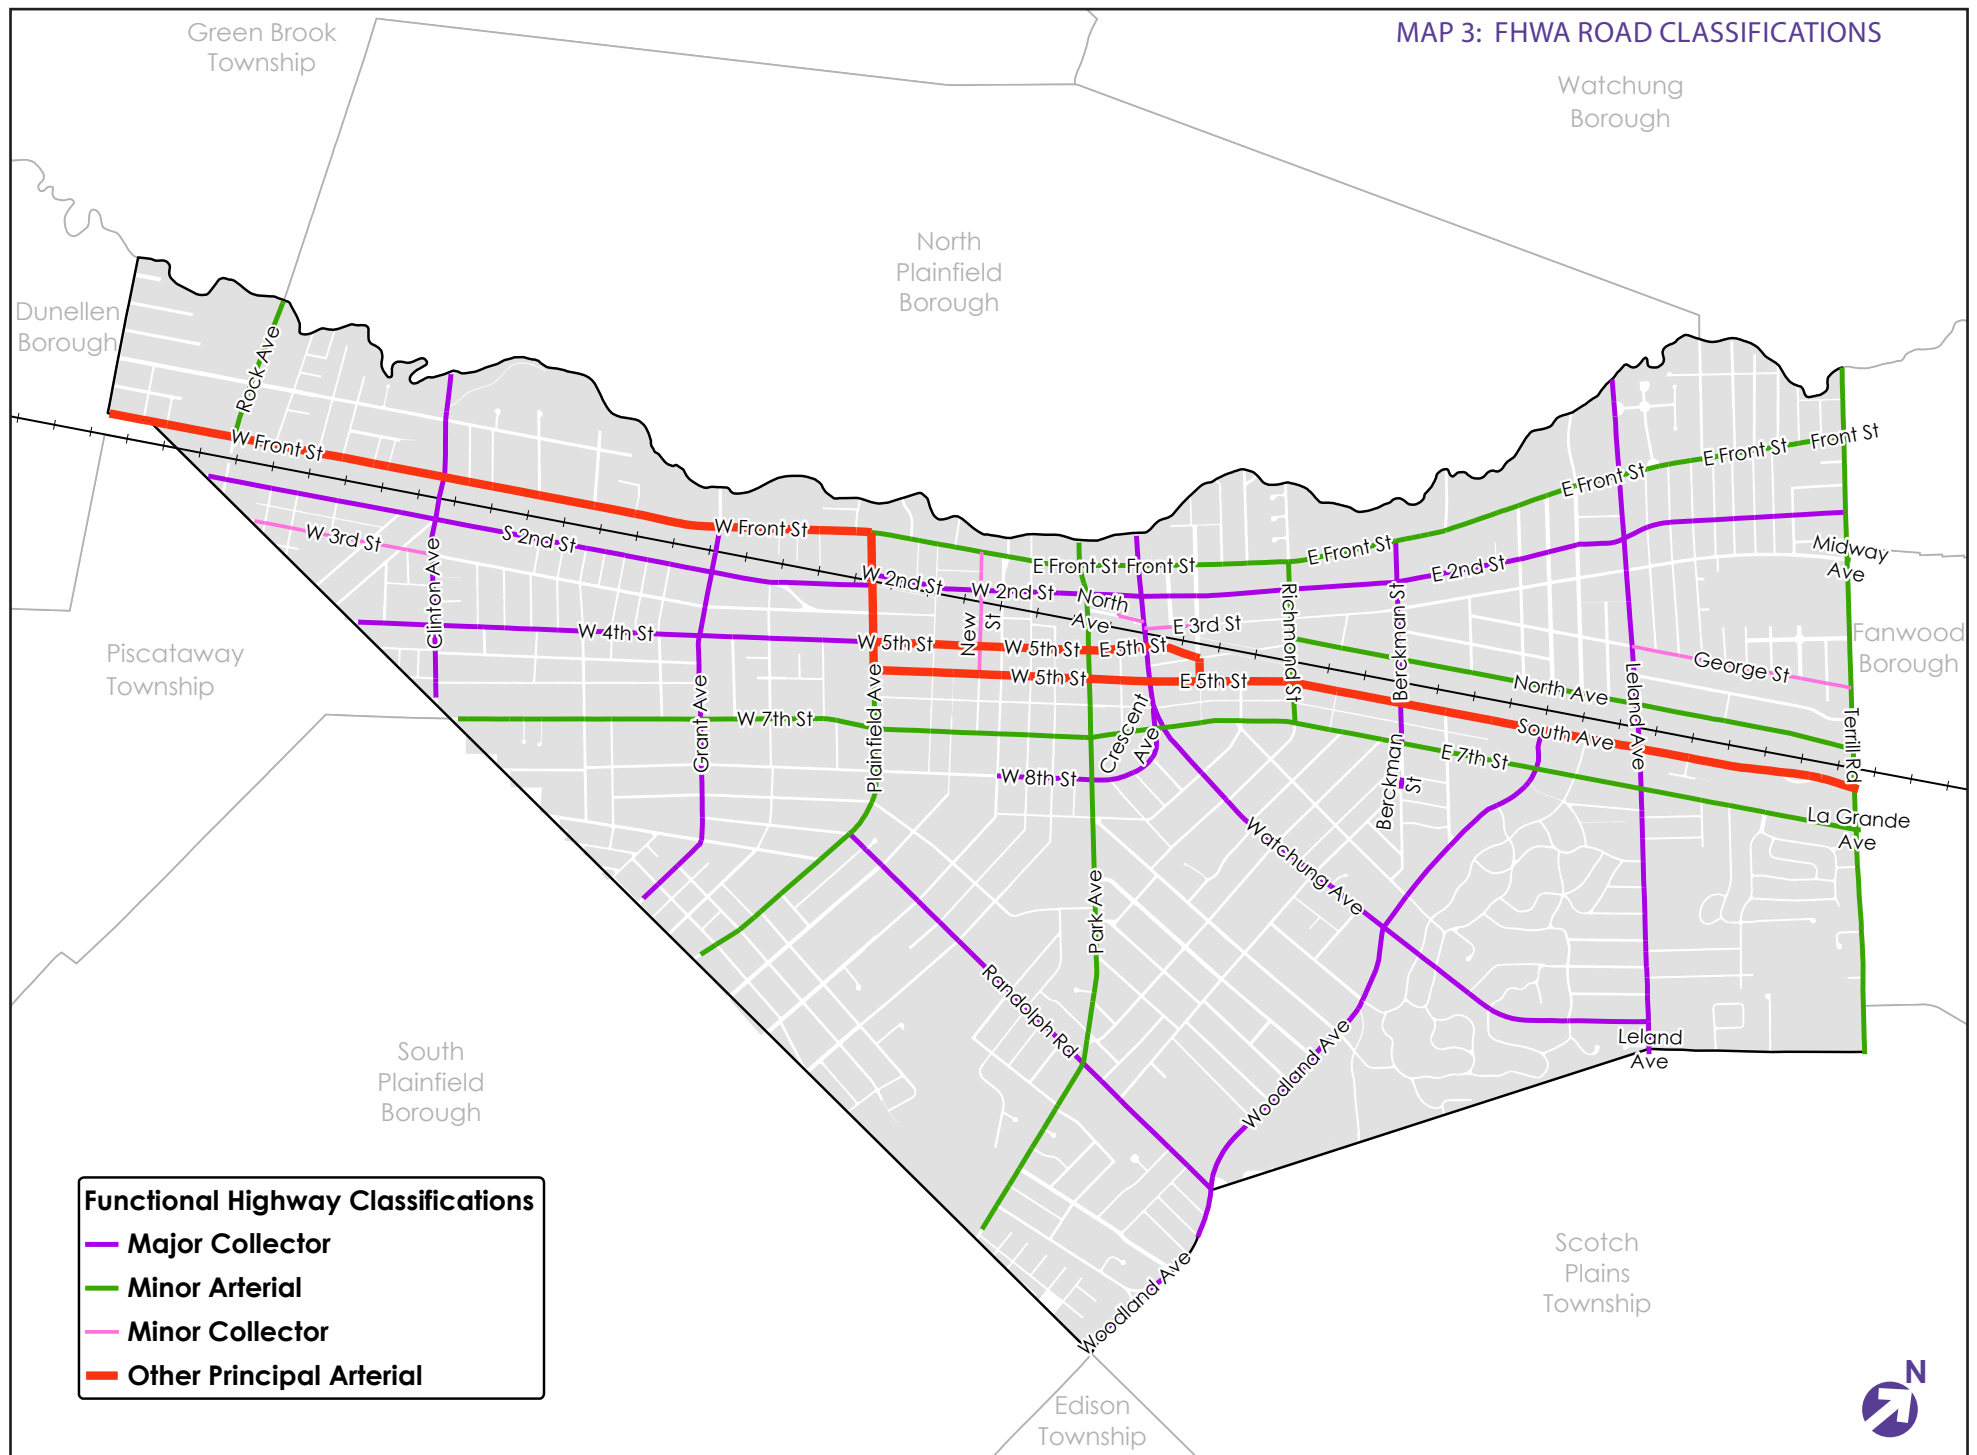 MAP 3: FHWA ROAD CLASSIFICATIONS
Green Brook
Township
Watchung
Borough
North
Plainfield
Borough
Dunellen
Borough
Rock Ave
W Front St
W Front St
E Front St
Front St
E Front St
E Front St
E Front St
Front St
W 3rd St
S 2nd St
W 2nd St
W 2nd St
E 2nd St
Midway
Ave
Clinton Ave
North
Ave
New
St
E 3rd St
Richmond St
Berckman St
W 4th St
W 5th St
W 5th St
E 5th St
Fanwood
Borough
Piscataway
Township
George St
W 5th St
E 5th St
North Ave
Leland Ave
Grant Ave
Plainfield Ave
W 7th St
Crescent
Ave
South Ave
Terrill Rd
E 7th St
W 8th St
Berckman
St
La Grande
Ave
Watchung Ave
Park Ave
Randolph Rd
Woodland Ave
Leland
Ave
South
Plainfield
Borough
Woodland Ave
Scotch
Plains
Township
Edison
Township
Functional Highway Classifications
Major Collector
Minor Arterial
Minor Collector
Other Principal Arterial
N